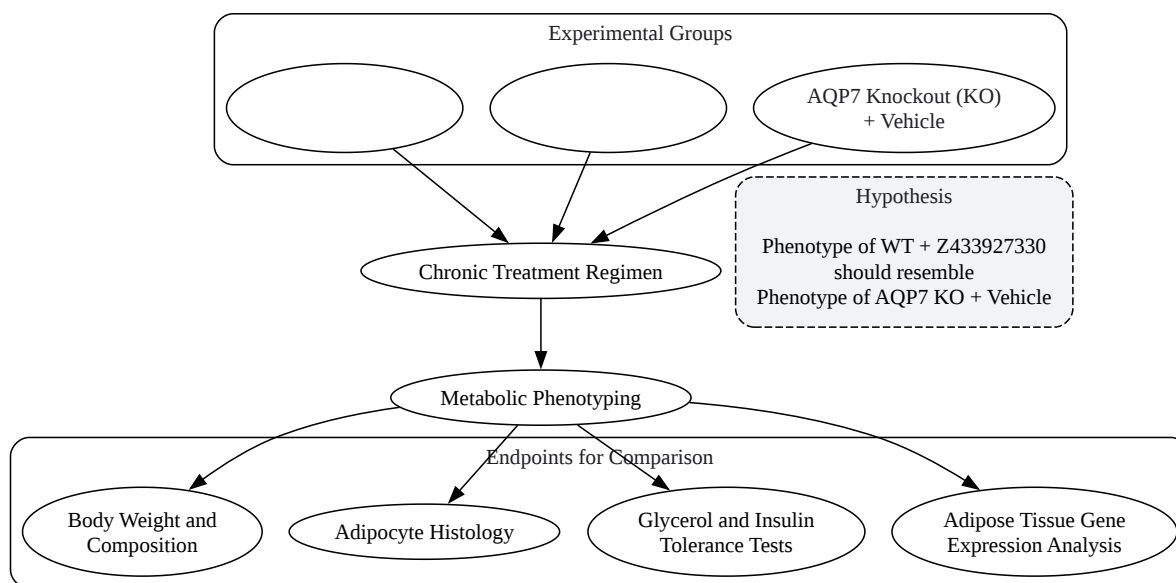 Experimental Groups
AQP7 Knockout (KO)
+ Vehicle
Hypothesis
Phenotype of WT + Z433927330
should resemble
Phenotype of AQP7 KO + Vehicle
Chronic Treatment Regimen
Metabolic Phenotyping
Endpoints for Comparison
Body Weight and
Composition
Adipocyte Histology
Glycerol and Insulin
Tolerance Tests
Adipose Tissue Gene
Expression Analysis